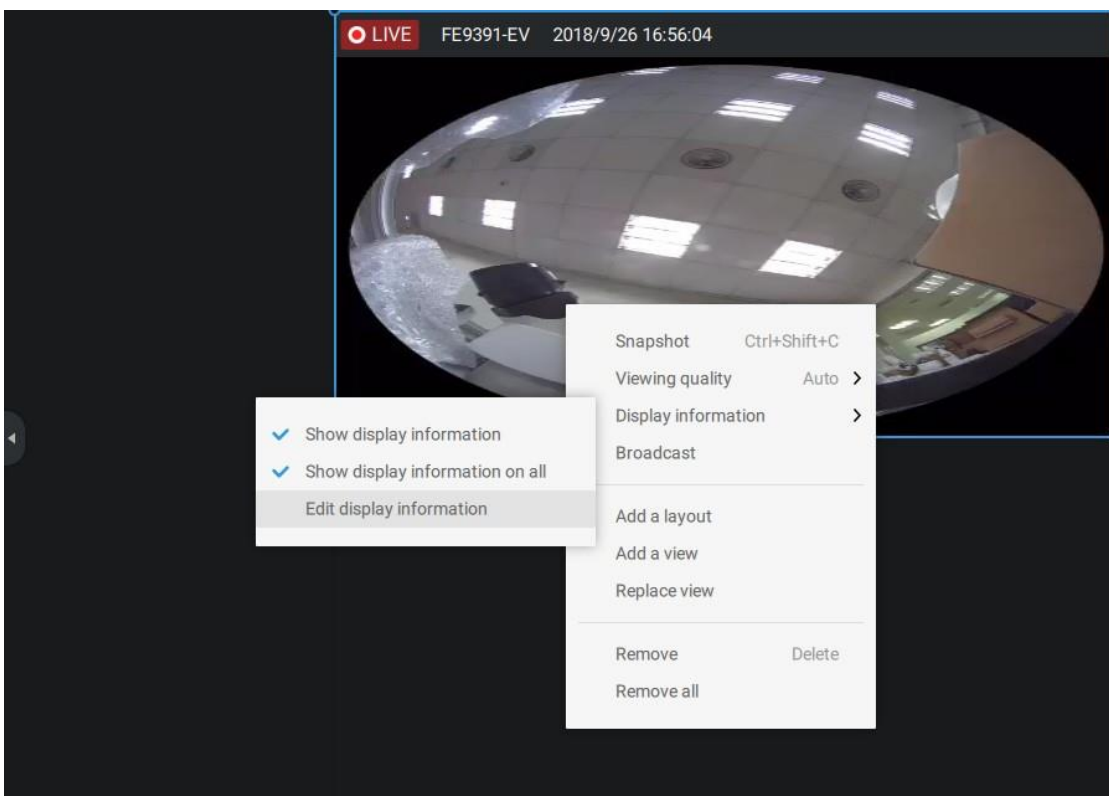 LIVE FE9391-EV 2018/9/26 16:56:04
Snapshot Ctrl+Shift+C
Viewing quality Auto
Display information
Broadcast
Show display information
Show display information on all
Edit display information
Add a layout
Add a view
Replace view
Remove Delete
Remove all